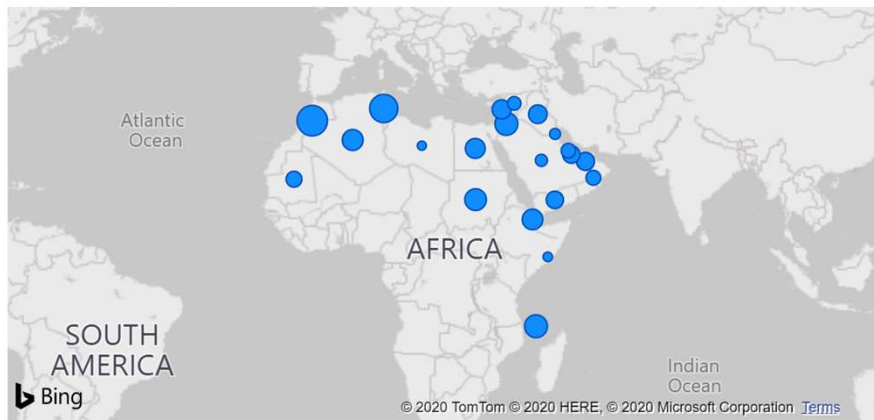 Atlantic
Ocean
AFRICA
SOUTH
AMERICA
Indian
Ocean
Bing
© 2020 TomTom © 2020 HERE, © 2020 Microsoft Corporation Terms